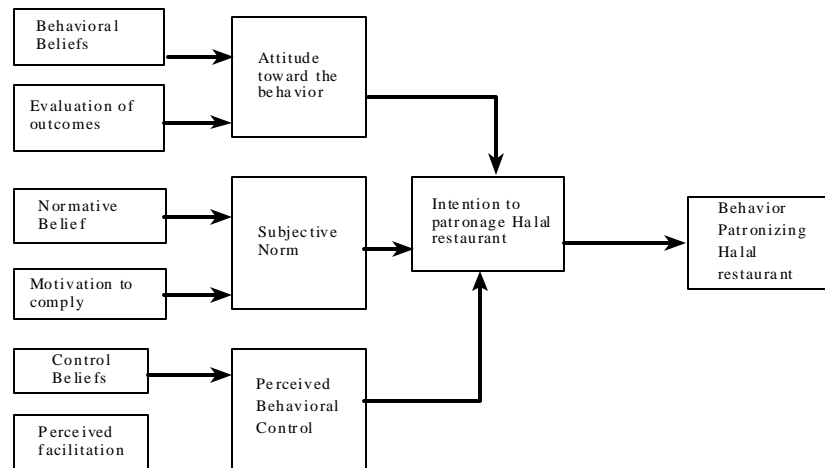 Behavioral
Beliefs
Evaluation of
outcomes
Attitude
toward the
behavior
Normative
Belief
Motivation to
comply
Subjective
Norm
Intention to
patronage Halal
restaurant
Behavior
Patronizing
Halal
restaurant
Control
Beliefs
Perceived
facilitation
Perceived
Behavioral
Control